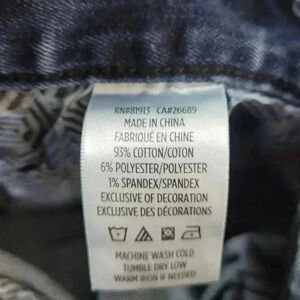 RN#81913 CA#26689
MADE IN CHINA
FABRIQUÉ EN CHINE
93% COTTON/COTON
6% POLYESTER/POLYESTER
1% SPANDEX/SPANDEX
EXCLUSIVE OF DECORATION
EXCLUSIVE DES DÉCORATIONS
MACHINE WASH COLD
TUMBLE DRY LOW
WARM IRON IF NEEDED